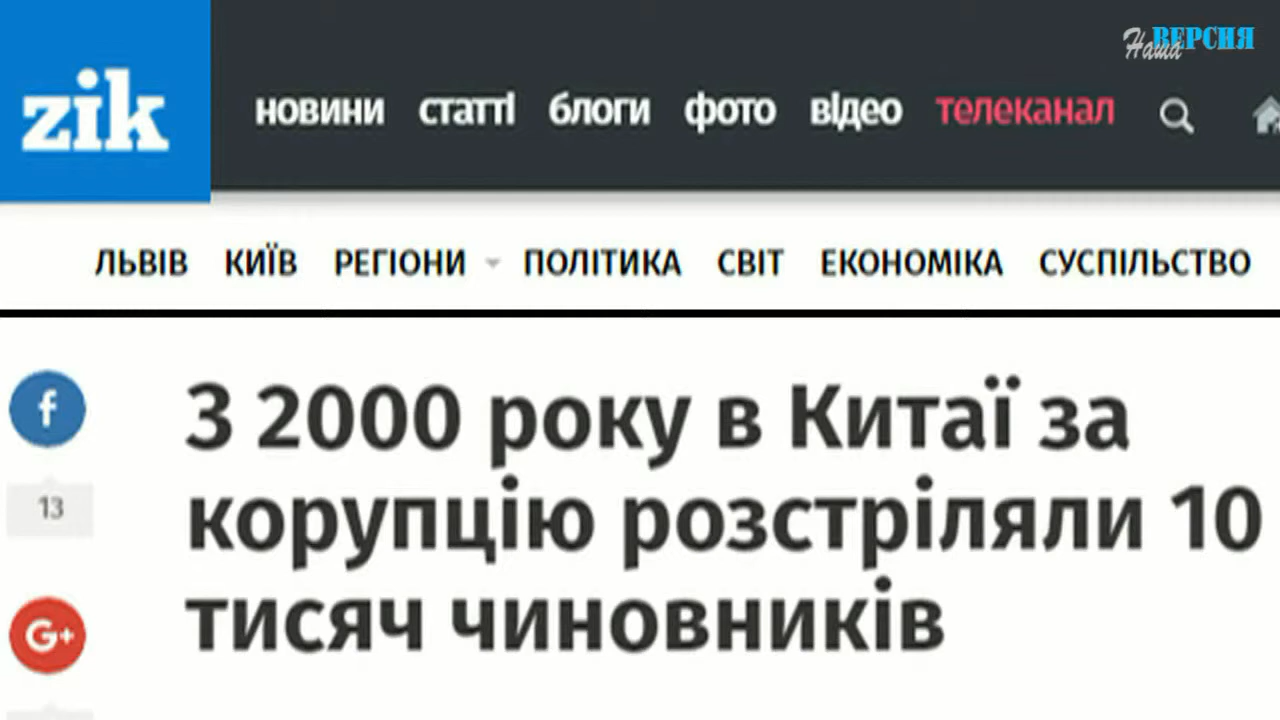 Наша ВЕРСИЯ
zik
новини статті блоги фото відео телеканал
ЛЬВІВ КИЇВ РЕГІОНИ ПОЛІТИКА СВІТ ЕКОНОМІКА СУСПІЛЬСТВО
f
13
G+
З 2000 року в Китаї за
корупцію розстріляли 10
тисяч чиновників